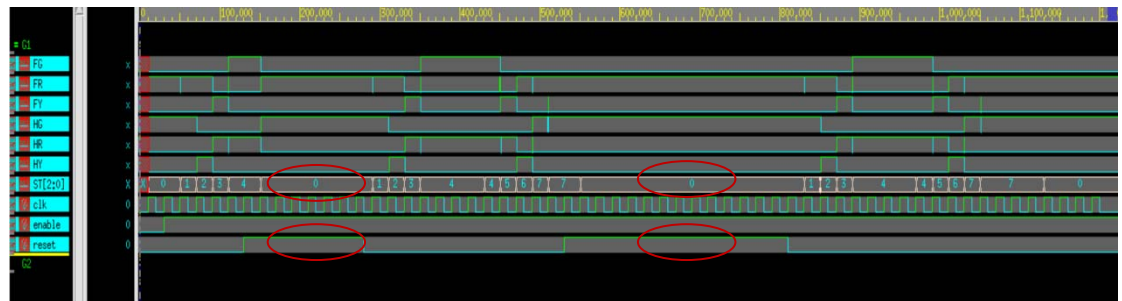 0 100,000 200,000 300,000 400,000 500,000 600,000 700,000 800,000 900,000 1,000,000 1,100,000 1.
= G1
FG x
FR x
FY x
HG x
HR x
HY x
ST[2:0] X X 0 1 2 3 4 0 1 2 3 4 4 5 6 7 7 0 1 2 3 4 4 5 6 7 7 0
clk 0
enable 0
reset 0
G2